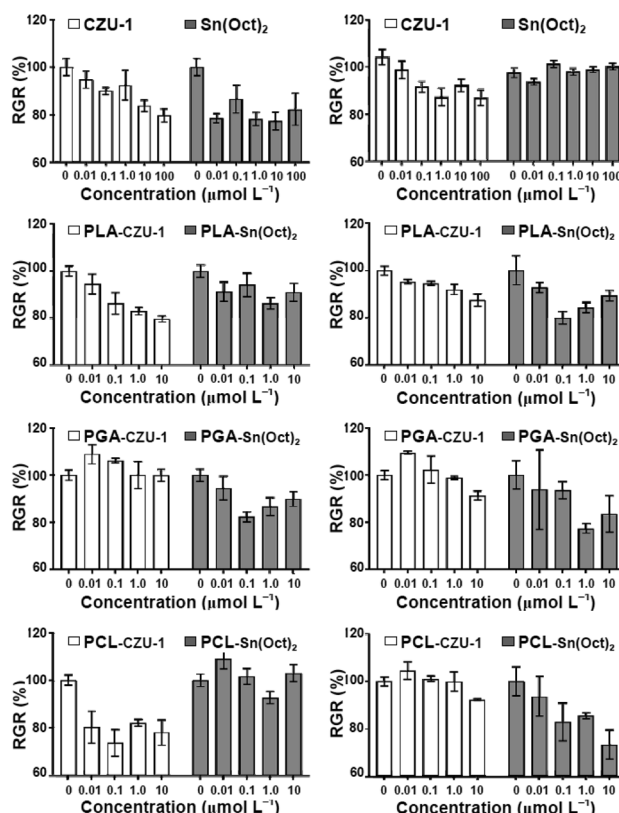 CZU-1 Sn(Oct)₂
120
100
80
60
RGR (%)
0 0.01 0.1 1.0 10 100 0 0.01 0.1 1.0 10 100
Concentration (μmol L⁻¹)
CZU-1 Sn(Oct)₂
120
100
80
60
RGR (%)
0 0.01 0.1 1.0 10 100 0 0.01 0.1 1.0 10 100
Concentration (μmol L⁻¹)
PLA-CZU-1 PLA-Sn(Oct)₂
120
100
80
60
RGR (%)
0 0.01 0.1 1.0 10 0 0.01 0.1 1.0 10
Concentration (μmol L⁻¹)
PLA-CZU-1 PLA-Sn(Oct)₂
120
100
80
60
RGR (%)
0 0.01 0.1 1.0 10 0 0.01 0.1 1.0 10
Concentration (μmol L⁻¹)
PGA-CZU-1 PGA-Sn(Oct)₂
120
100
80
60
RGR (%)
0 0.01 0.1 1.0 10 0 0.01 0.1 1.0 10
Concentration (μmol L⁻¹)
PGA-CZU-1 PGA-Sn(Oct)₂
120
100
80
60
RGR (%)
0 0.01 0.1 1.0 10 0 0.01 0.1 1.0 10
Concentration (μmol L⁻¹)
PCL-CZU-1 PCL-Sn(Oct)₂
120
100
80
60
RGR (%)
0 0.01 0.1 1.0 10 0 0.01 0.1 1.0 10
Concentration (μmol L⁻¹)
PCL-CZU-1 PCL-Sn(Oct)₂
120
100
80
60
RGR (%)
0 0.01 0.1 1.0 10 0 0.01 0.1 1.0 10
Concentration (μmol L⁻¹)